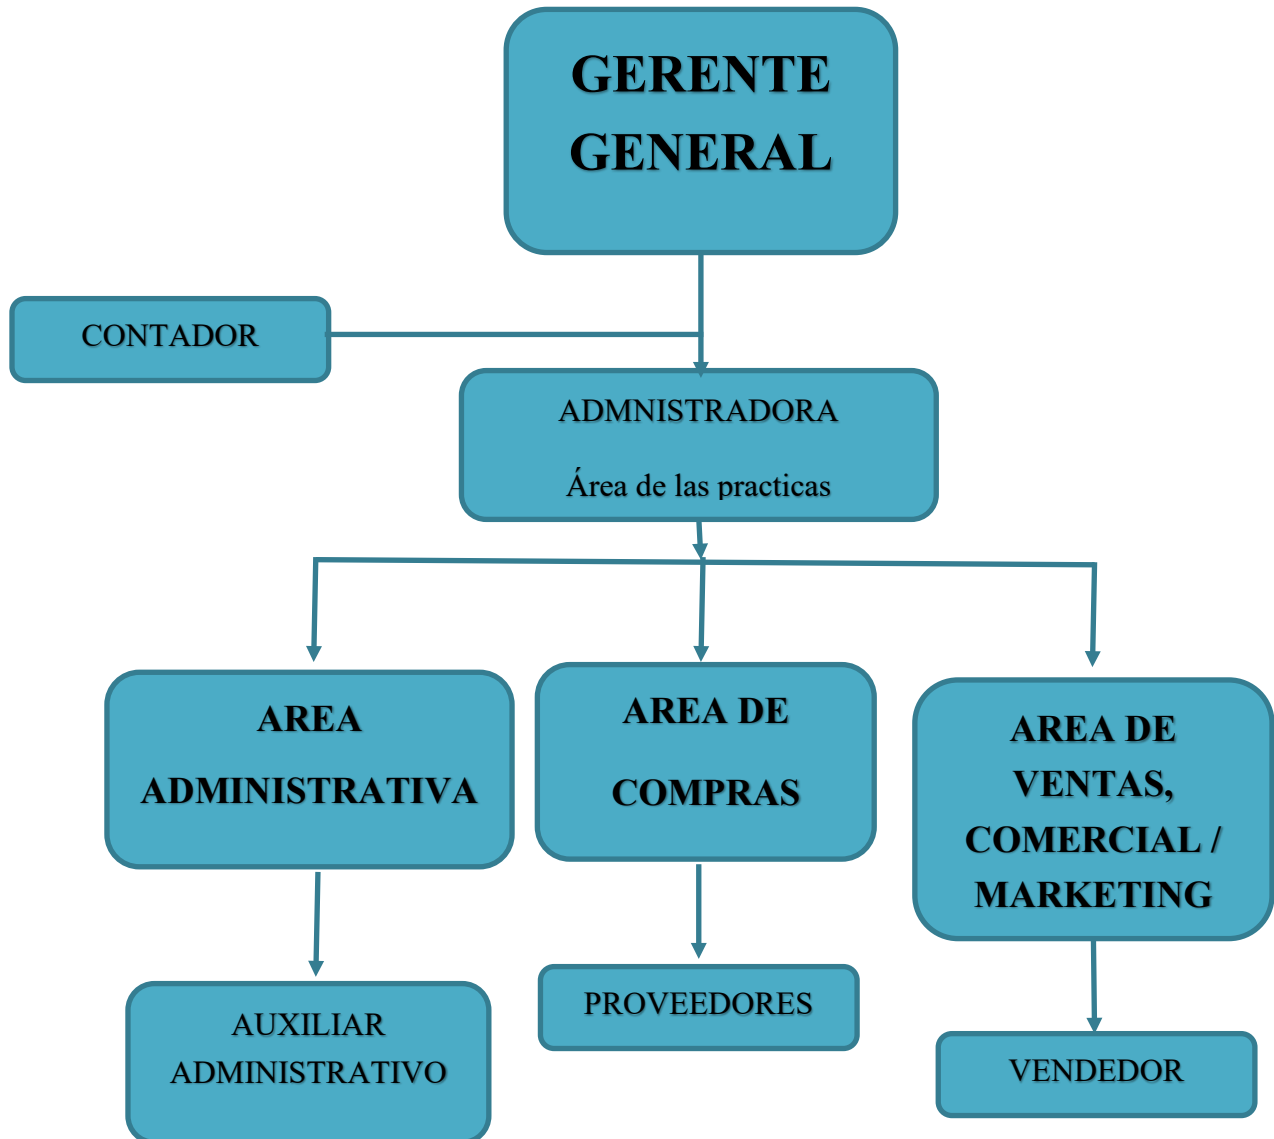 GERENTE
GENERAL
CONTADOR
ADMNISTRADORA
Área de las practicas
AREA
ADMINISTRATIVA
AREA DE
COMPRAS
AREA DE
VENTAS,
COMERCIAL /
MARKETING
AUXILIAR
ADMINISTRATIVO
PROVEEDORES
VENDEDOR